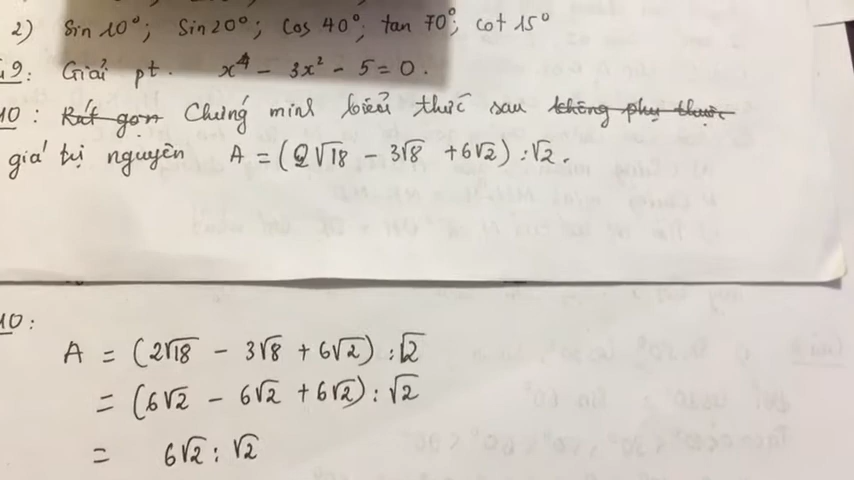 2) Sin 10°; Sin 20°; Cos 40°; tan 70°; cot 15°
49: Giải pt. x⁴ - 3x² - 5 = 0.
10: Rút gọn Chứng minh biểu thức sau không phụ thuộc
giá trị nguyên A = (2√18 - 3√8 + 6√2) : √2.
10:
A = (2√18 - 3√8 + 6√2) : √2
= (6√2 - 6√2 + 6√2) : √2
= 6√2 : √2